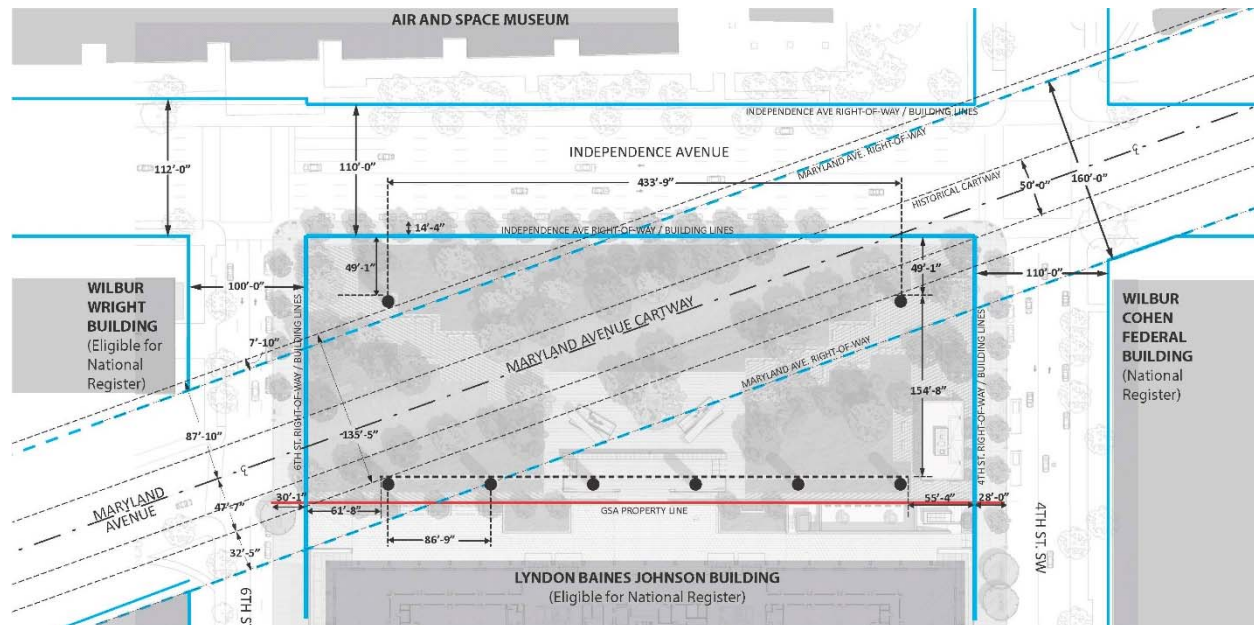 AIR AND SPACE MUSEUM
INDEPENDENCE AVE RIGHT-OF-WAY / BUILDING LINES
112'-0"
110'-0"
INDEPENDENCE AVENUE
MARYLAND AVE. RIGHT-OF-WAY
433'-9"
HISTORICAL CARTWAY
50'-0"
160'-0"
℄
14'-4"
INDEPENDENCE AVE RIGHT-OF-WAY / BUILDING LINES
49'-1"
49'-1"
WILBUR
WRIGHT
BUILDING
(Eligible for
National
Register)
100'-0"
110'-0"
WILBUR
COHEN
FEDERAL
BUILDING
(National
Register)
7'-10"
6TH ST. RIGHT-OF-WAY / BUILDING LINES
MARYLAND AVENUE CARTWAY
MARYLAND AVE. RIGHT-OF-WAY
4TH ST. RIGHT-OF-WAY / BUILDING LINES
154'-8"
135'-5"
87'-10"
℄
MARYLAND
AVENUE
47'-7"
30'-1"
61'-8"
GSA PROPERTY LINE
55'-4"
28'-0"
32'-5"
86'-9"
4TH ST. SW
6TH S
LYNDON BAINES JOHNSON BUILDING
(Eligible for National Register)